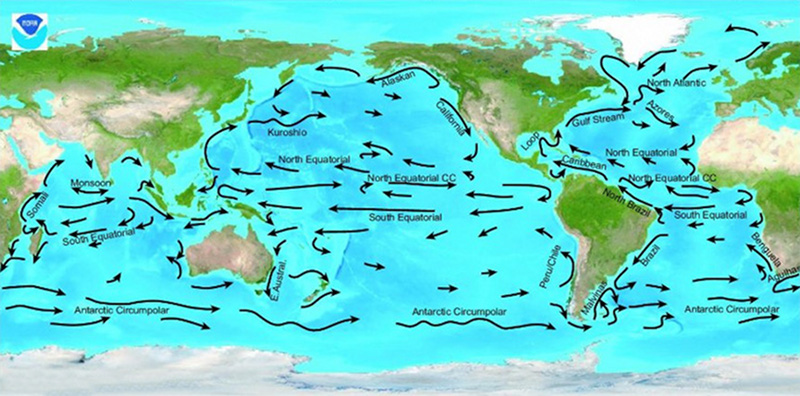 NOAA
Alaskan
North Atlantic
California
Azores
Gulf Stream
Kuroshio
Loop
North Equatorial
North Equatorial
Caribbean
Monsoon
North Equatorial CC
North Equatorial CC
Somali
North Brazil
South Equatorial
South Equatorial
South Equatorial
Brazil
Benguela
Peru/Chile
E.Austral.
Agulhas
Malvinas
Antarctic Circumpolar
Antarctic Circumpolar
Antarctic Circumpolar